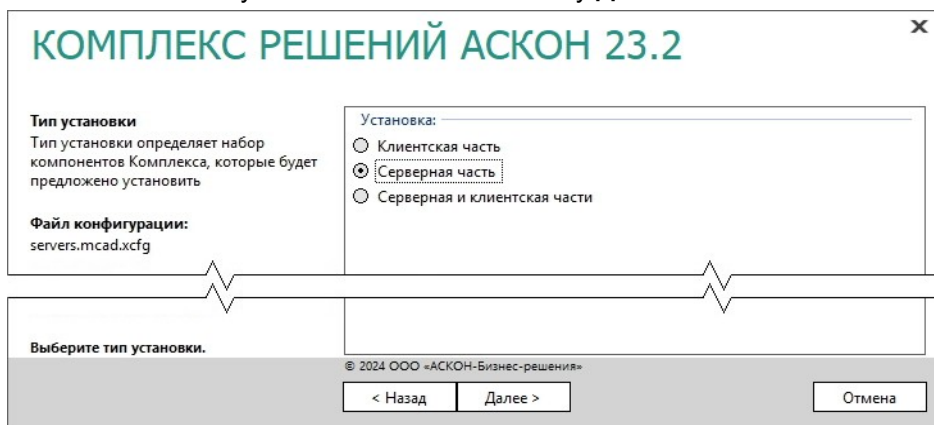 КОМПЛЕКС РЕШЕНИЙ АСКОН 23.2
x
Тип установки
Тип установки определяет набор
компонентов Комплекса, которые будет
предложено установить
Файл конфигурации:
servers.mcad.xcfg
Установка:
Клиентская часть
Серверная часть
Серверная и клиентская части
Выберите тип установки.
© 2024 ООО «АСКОН-Бизнес-решения»
< Назад
Далее >
Отмена